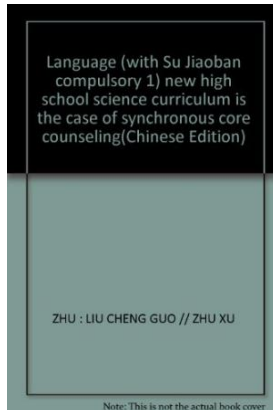 Language (with Su Jiaoban
compulsory 1) new high
school science curriculum is
the case of synchronous core
counseling(Chinese Edition)
ZHU : LIU CHENG GUO // ZHU XU
Note: This is not the actual book cover